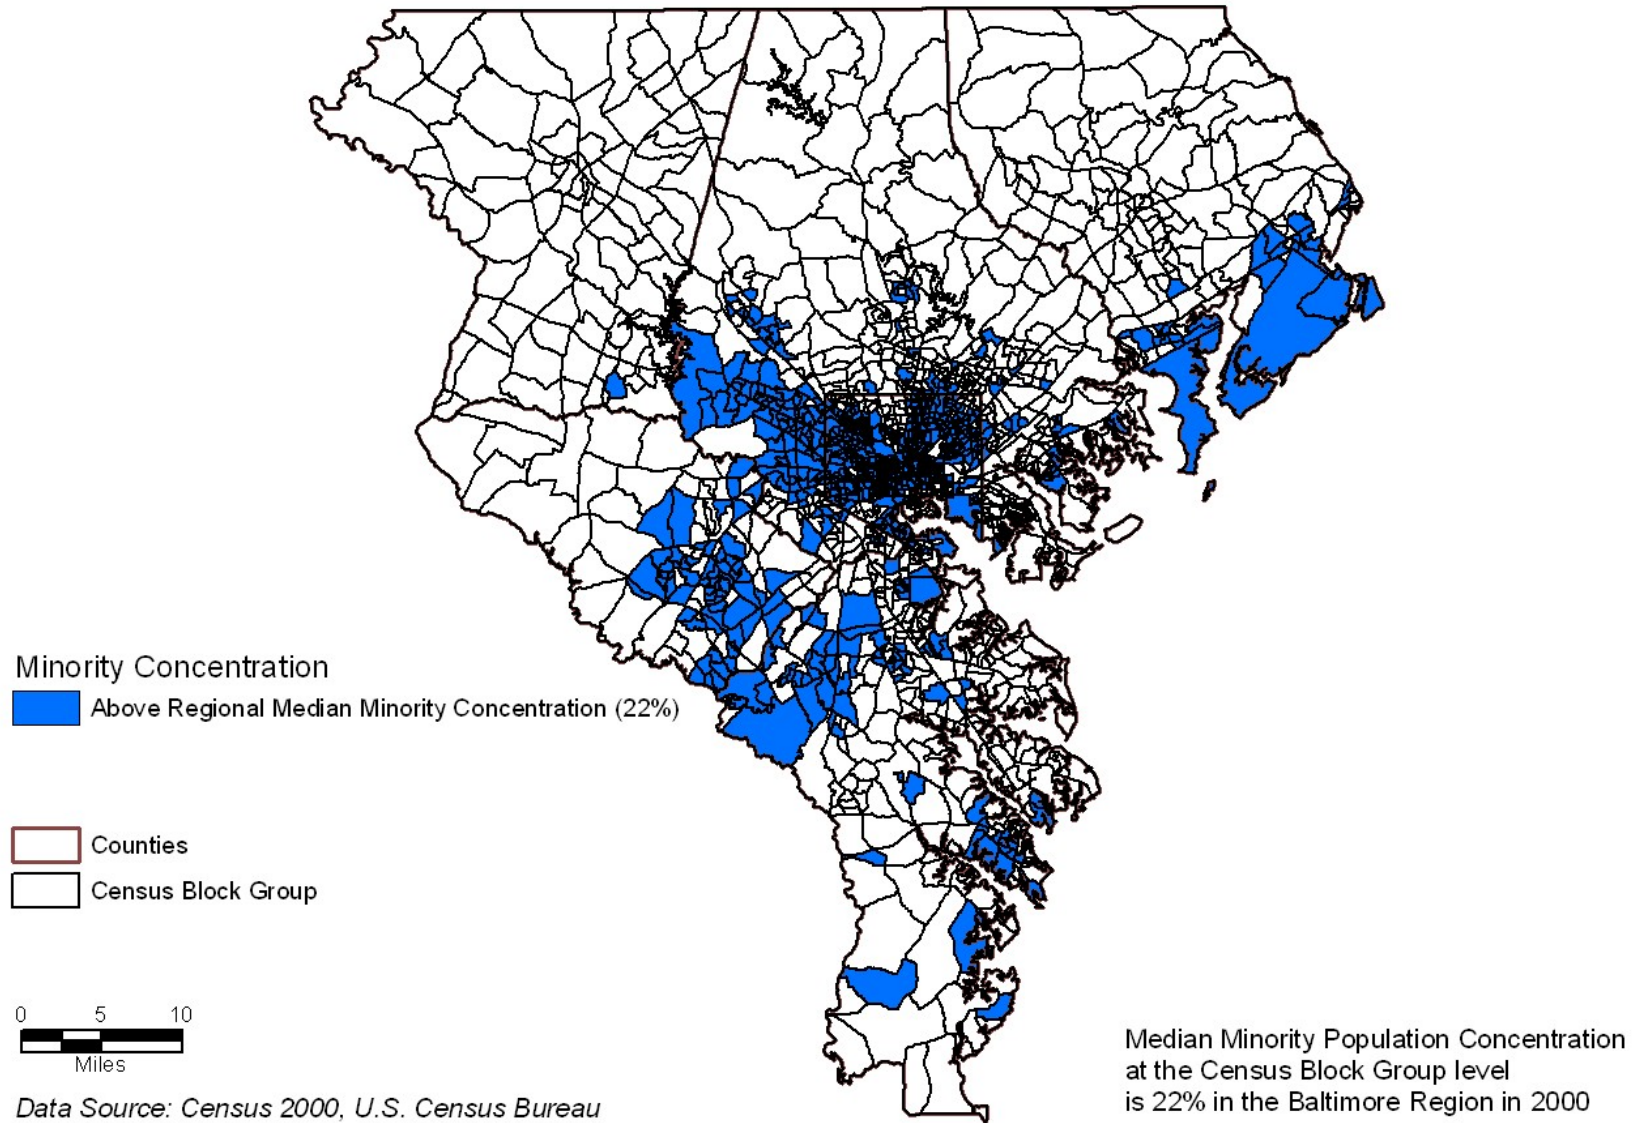 Minority Concentration
Above Regional Median Minority Concentration (22%)
Counties
Census Block Group
0 5 10
Miles
Data Source: Census 2000, U.S. Census Bureau
Median Minority Population Concentration
at the Census Block Group level
is 22% in the Baltimore Region in 2000